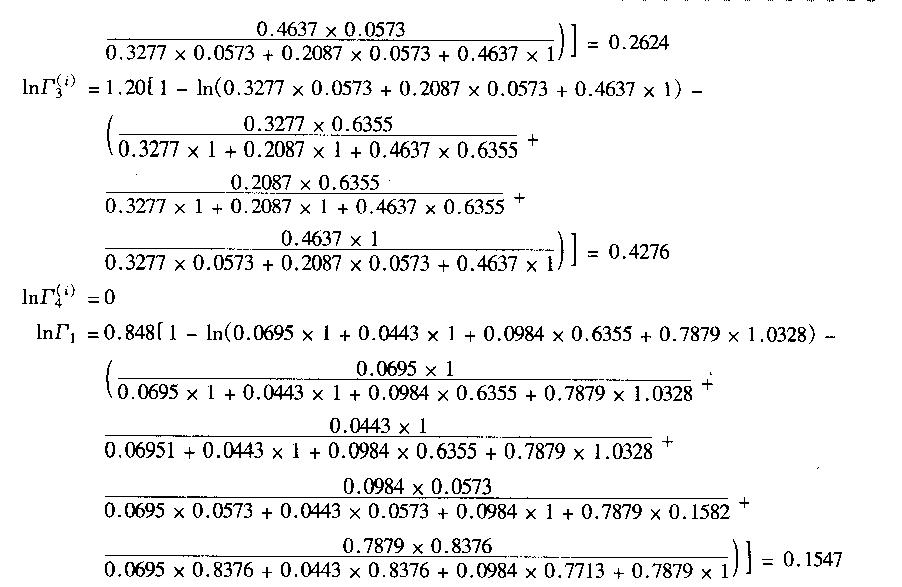 0.4637 × 0.0573
0.3277 × 0.0573 + 0.2087 × 0.0573 + 0.4637 × 1)] = 0.2624
lnΓ₃⁽ⁱ⁾ = 1.20[1 − ln(0.3277 × 0.0573 + 0.2087 × 0.0573 + 0.4637 × 1) −
(0.3277 × 0.6355
0.3277 × 1 + 0.2087 × 1 + 0.4637 × 0.6355 +
0.2087 × 0.6355
0.3277 × 1 + 0.2087 × 1 + 0.4637 × 0.6355 +
0.4637 × 1
0.3277 × 0.0573 + 0.2087 × 0.0573 + 0.4637 × 1)] = 0.4276
lnΓ₄⁽ⁱ⁾ = 0
lnΓ₁ = 0.848[1 − ln(0.0695 × 1 + 0.0443 × 1 + 0.0984 × 0.6355 + 0.7879 × 1.0328) −
(0.0695 × 1
0.0695 × 1 + 0.0443 × 1 + 0.0984 × 0.6355 + 0.7879 × 1.0328 +
0.0443 × 1
0.06951 + 0.0443 × 1 + 0.0984 × 0.6355 + 0.7879 × 1.0328 +
0.0984 × 0.0573
0.0695 × 0.0573 + 0.0443 × 0.0573 + 0.0984 × 1 + 0.7879 × 0.1582 +
0.7879 × 0.8376
0.0695 × 0.8376 + 0.0443 × 0.8376 + 0.0984 × 0.7713 + 0.7879 × 1)] = 0.1547